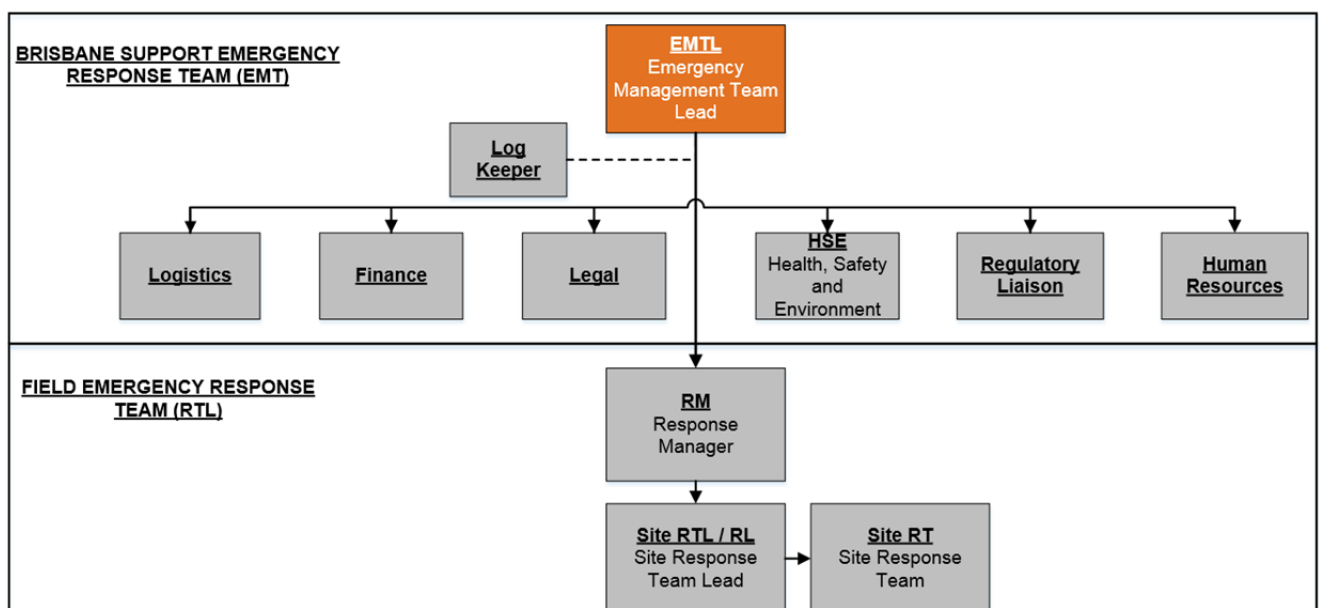 BRISBANE SUPPORT EMERGENCY
RESPONSE TEAM (EMT)
EMTL
Emergency
Management Team
Lead
Log
Keeper
Logistics
Finance
Legal
HSE
Health, Safety
and
Environment
Regulatory
Liaison
Human
Resources
FIELD EMERGENCY RESPONSE
TEAM (RTL)
RM
Response
Manager
Site RTL / RL
Site Response
Team Lead
Site RT
Site Response
Team